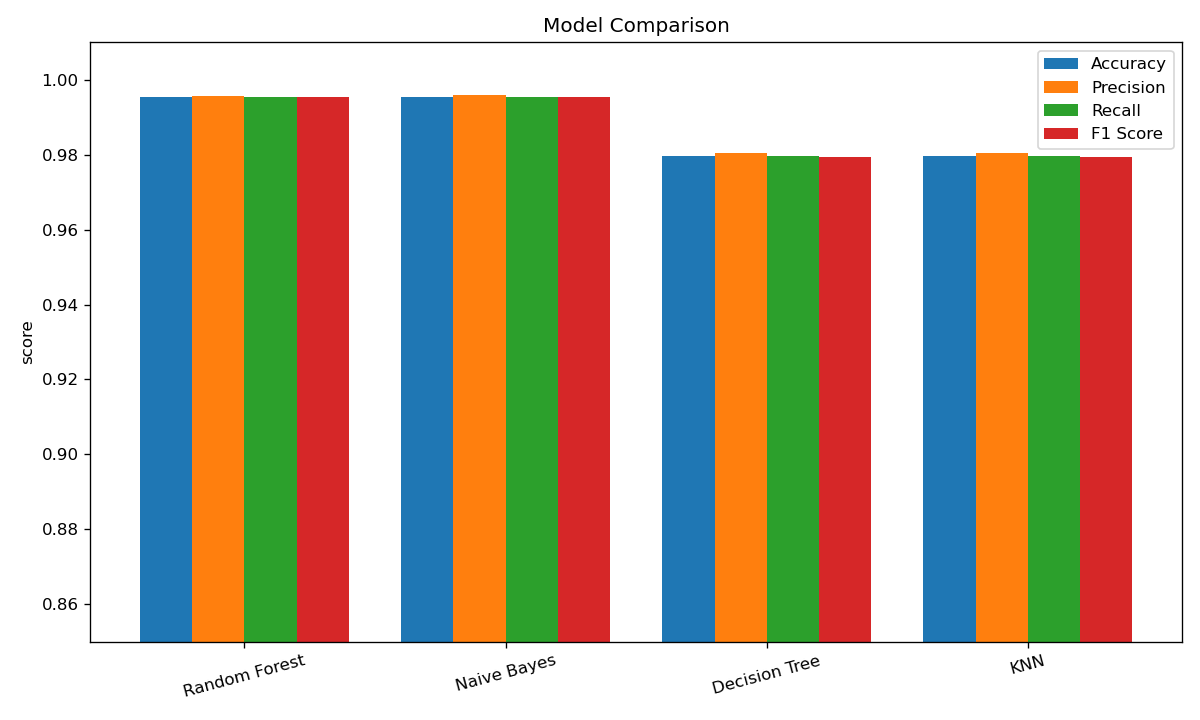 Model Comparison
Accuracy
Precision
Recall
F1 Score
1.00
0.98
0.96
0.94
0.92
0.90
0.88
0.86
score
Random Forest
Naive Bayes
Decision Tree
KNN